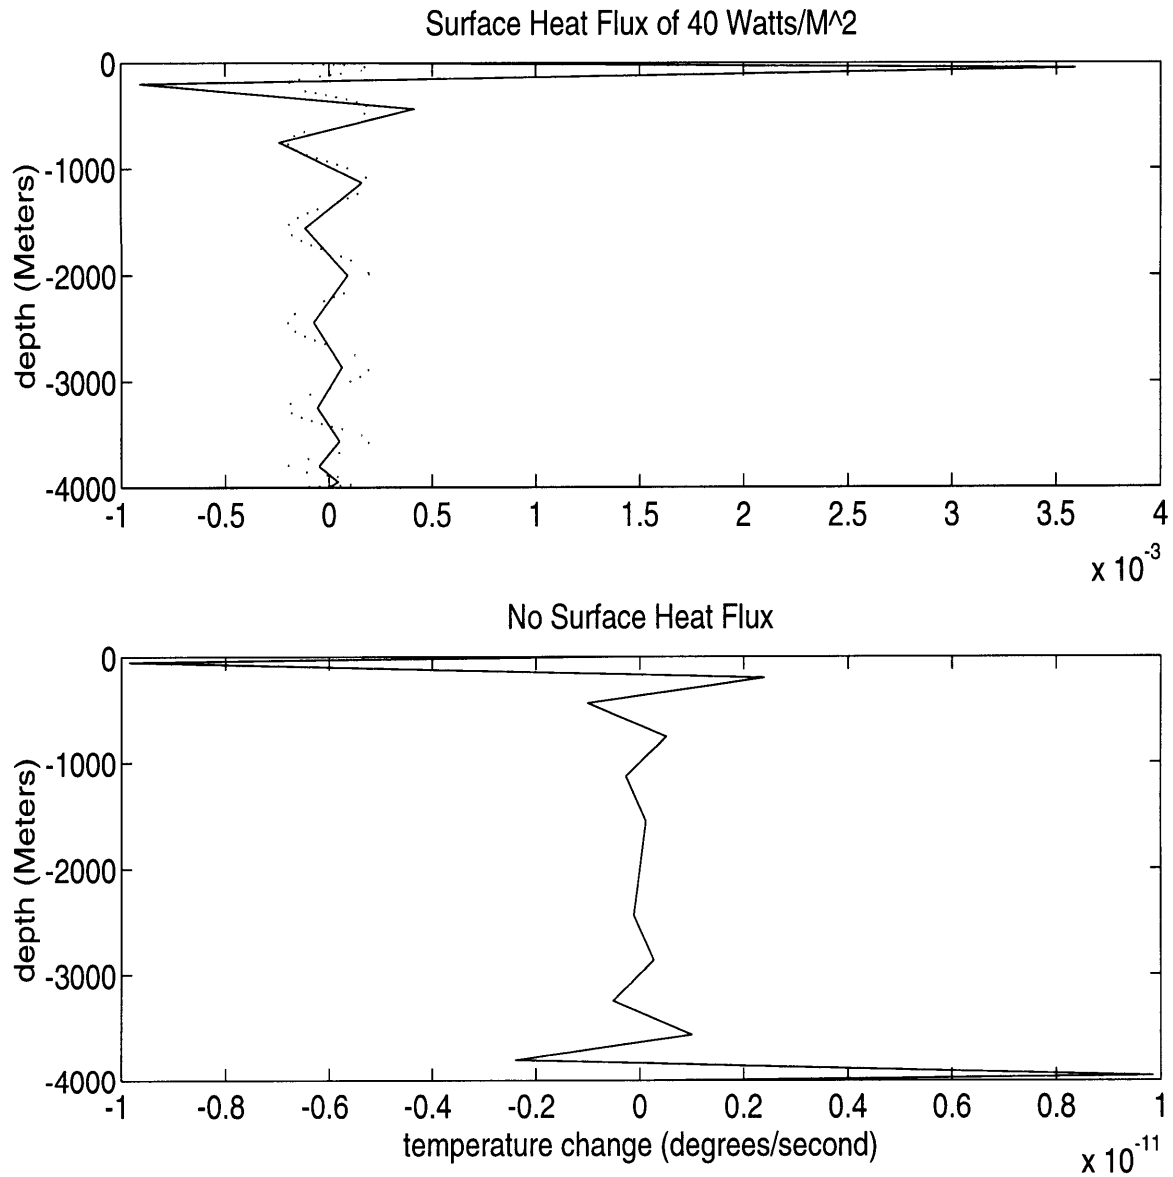 Surface Heat Flux of 40 Watts/M^2
0
-1000
-2000
-3000
-4000
depth (Meters)
-1 -0.5 0 0.5 1 1.5 2 2.5 3 3.5 4
x 10^-3
No Surface Heat Flux
0
-1000
-2000
-3000
-4000
depth (Meters)
-1 -0.8 -0.6 -0.4 -0.2 0 0.2 0.4 0.6 0.8 1
temperature change (degrees/second)
x 10^-11